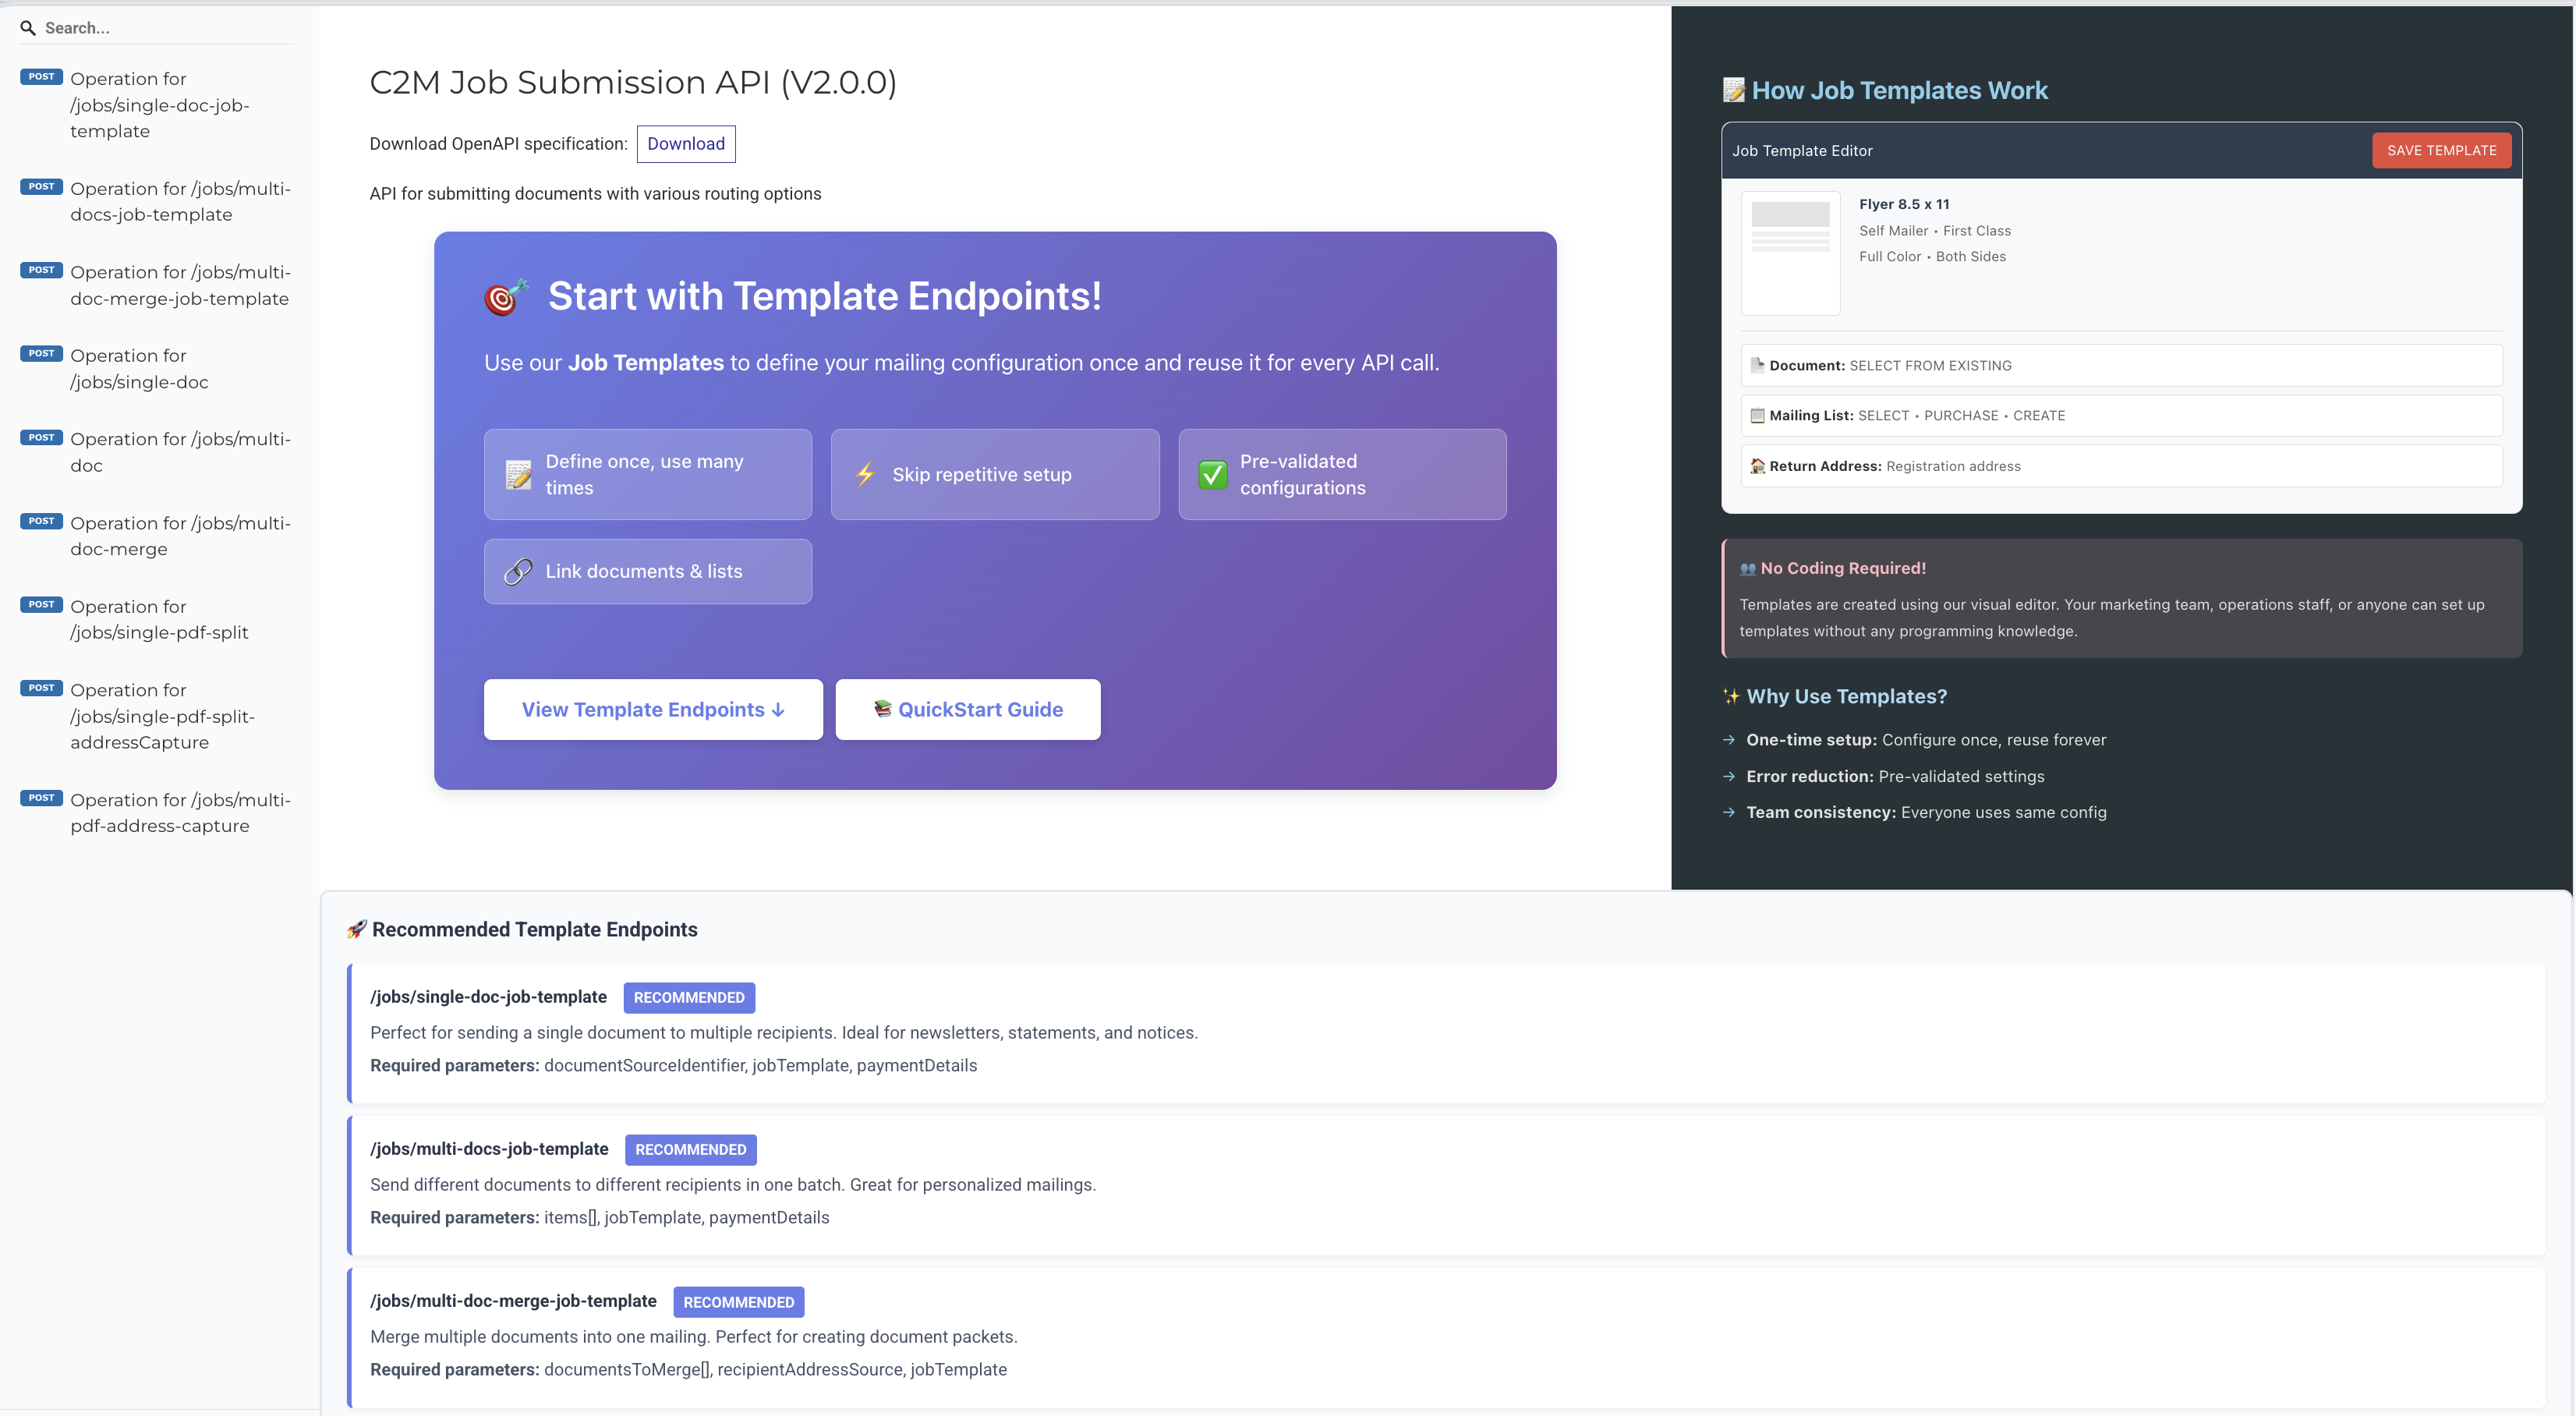 Search...
POST Operation for
/jobs/single-doc-job-
template
POST Operation for /jobs/multi-
docs-job-template
POST Operation for /jobs/multi-
doc-merge-job-template
POST Operation for
/jobs/single-doc
POST Operation for /jobs/multi-
doc
POST Operation for /jobs/multi-
doc-merge
POST Operation for
/jobs/single-pdf-split
POST Operation for
/jobs/single-pdf-split-
addressCapture
POST Operation for /jobs/multi-
pdf-address-capture
C2M Job Submission API (V2.0.0)
Download OpenAPI specification: Download
API for submitting documents with various routing options
🎯 Start with Template Endpoints!
Use our Job Templates to define your mailing configuration once and reuse it for every API call.
📝 Define once, use many
times
⚡ Skip repetitive setup
✅ Pre-validated
configurations
🔗 Link documents & lists
View Template Endpoints ↓
📚 QuickStart Guide
📝 How Job Templates Work
Job Template Editor
SAVE TEMPLATE
Flyer 8.5 x 11
Self Mailer • First Class
Full Color • Both Sides
📄 Document: SELECT FROM EXISTING
📋 Mailing List: SELECT • PURCHASE • CREATE
🏠 Return Address: Registration address
👥 No Coding Required!
Templates are created using our visual editor. Your marketing team, operations staff, or anyone can set up
templates without any programming knowledge.
✨ Why Use Templates?
→ One-time setup: Configure once, reuse forever
→ Error reduction: Pre-validated settings
→ Team consistency: Everyone uses same config
🚀 Recommended Template Endpoints
/jobs/single-doc-job-template RECOMMENDED
Perfect for sending a single document to multiple recipients. Ideal for newsletters, statements, and notices.
Required parameters: documentSourceIdentifier, jobTemplate, paymentDetails
/jobs/multi-docs-job-template RECOMMENDED
Send different documents to different recipients in one batch. Great for personalized mailings.
Required parameters: items[], jobTemplate, paymentDetails
/jobs/multi-doc-merge-job-template RECOMMENDED
Merge multiple documents into one mailing. Perfect for creating document packets.
Required parameters: documentsToMerge[], recipientAddressSource, jobTemplate